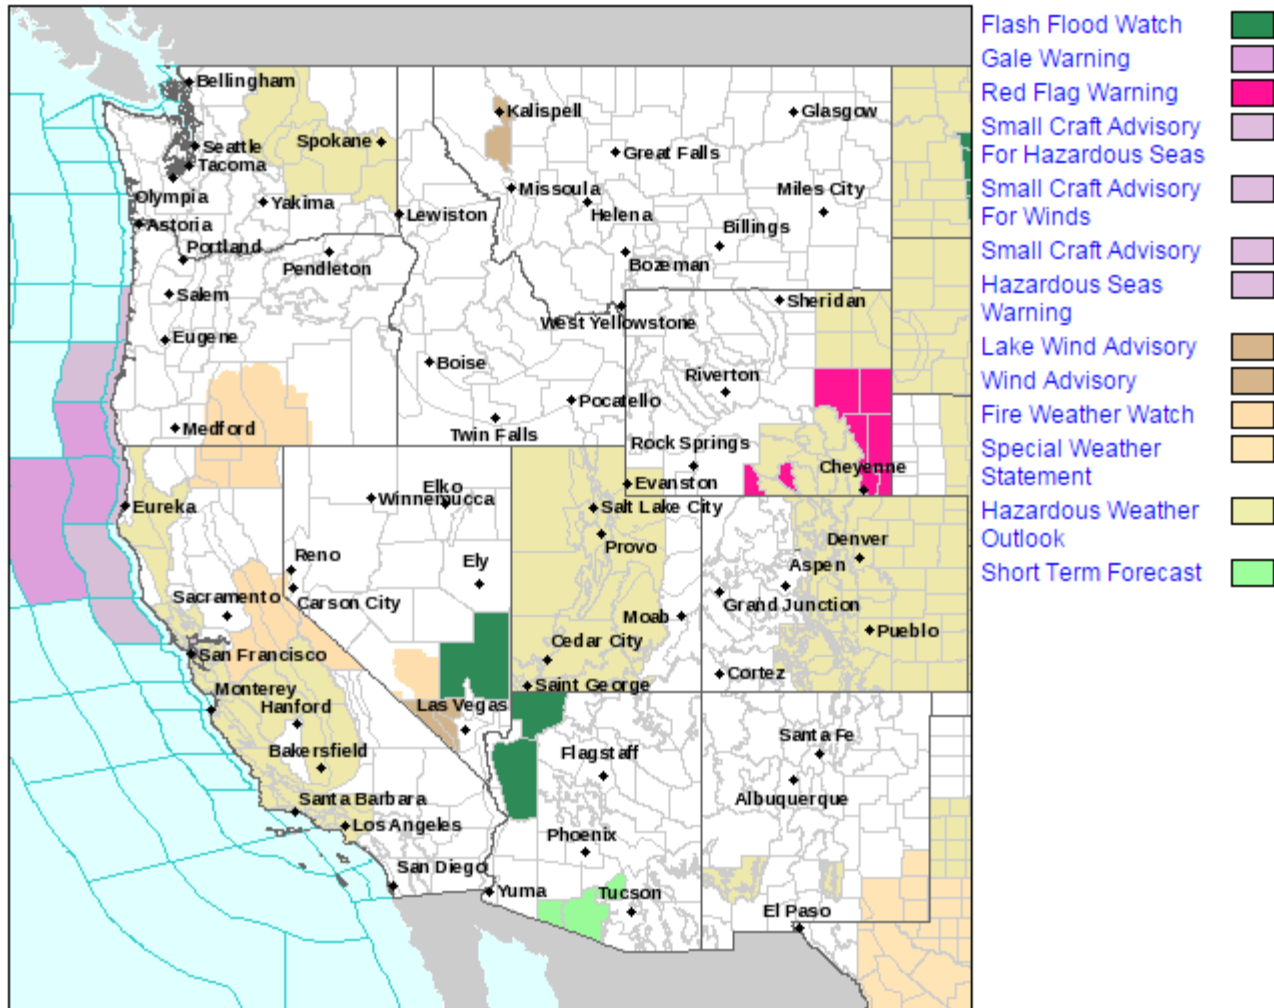 Bellingham
Seattle
Tacoma
Spokane
Olympia
Yakima
Astoria
Portland
Pendleton
Lewiston
Kalispell
Glasgow
Great Falls
Missoula
Miles City
Helena
Billings
Bozeman
Salem
Eugene
Medford
Boise
West Yellowstone
Sheridan
Riverton
Pocatello
Twin Falls
Rock Springs
Cheyenne
Evanston
Elko
Winnemucca
Salt Lake City
Provo
Eureka
Reno
Ely
Denver
Aspen
Sacramento
Carson City
Moab
Grand Junction
Pueblo
San Francisco
Cedar City
Cortez
Saint George
Monterey
Hanford
Las Vegas
Bakersfield
Flagstaff
Santa Fe
Albuquerque
Santa Barbara
Los Angeles
Phoenix
San Diego
Yuma
Tucson
El Paso
Flash Flood Watch
Gale Warning
Red Flag Warning
Small Craft Advisory
For Hazardous Seas
Small Craft Advisory
For Winds
Small Craft Advisory
Hazardous Seas
Warning
Lake Wind Advisory
Wind Advisory
Fire Weather Watch
Special Weather
Statement
Hazardous Weather
Outlook
Short Term Forecast